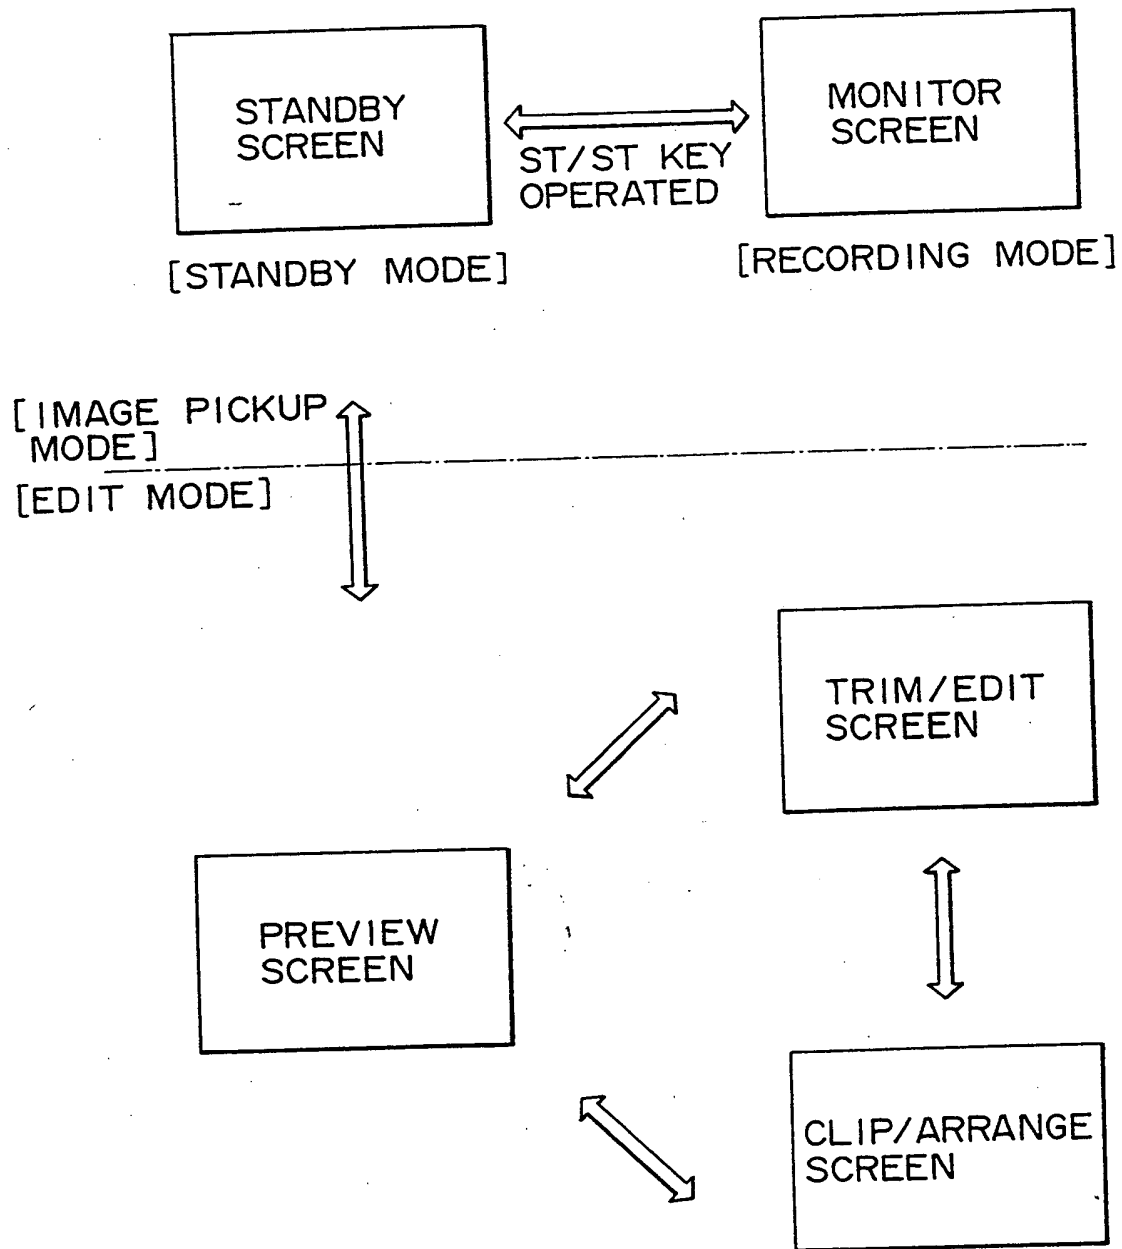 STANDBY
SCREEN
ST/ST KEY
OPERATED
MONITOR
SCREEN
[STANDBY MODE]
[RECORDING MODE]
[IMAGE PICKUP
MODE]
[EDIT MODE]
TRIM/EDIT
SCREEN
PREVIEW
SCREEN
CLIP/ARRANGE
SCREEN